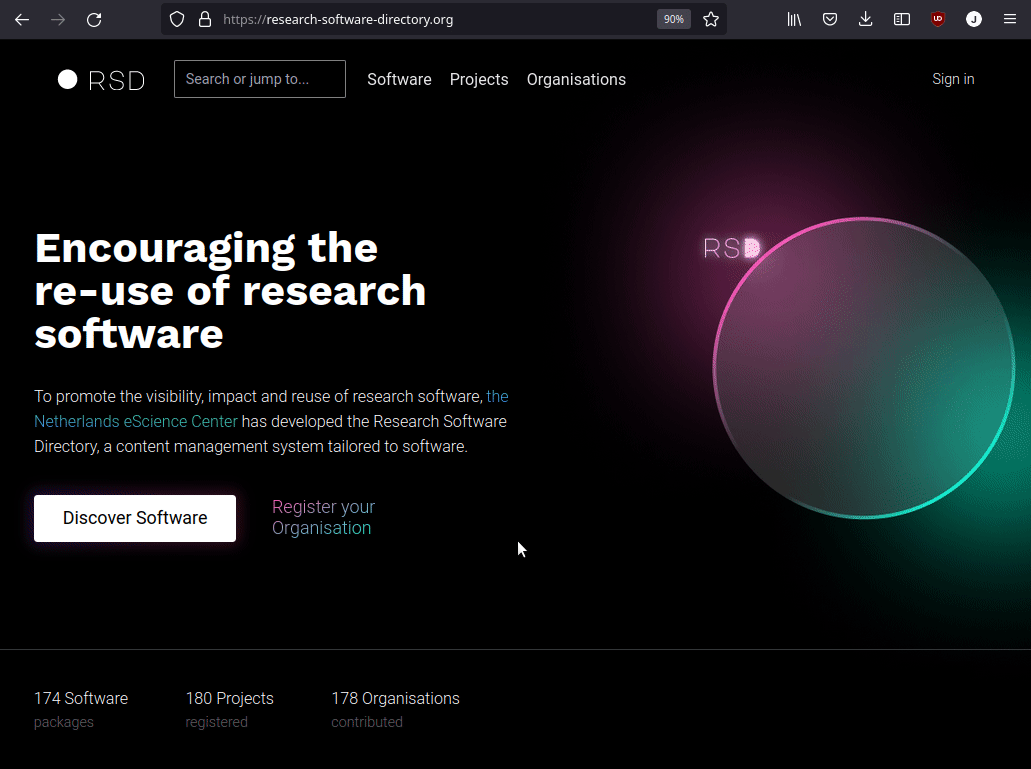 https://research-software-directory.org
90%
UD
J
RSD
Search or jump to...
Software
Projects
Organisations
Sign in
Encouraging the
re-use of research
software
RSD
To promote the visibility, impact and reuse of research software, the
Netherlands eScience Center has developed the Research Software
Directory, a content management system tailored to software.
Discover Software
Register your
Organisation
174 Software
packages
180 Projects
registered
178 Organisations
contributed